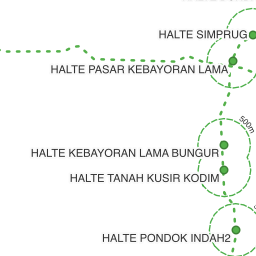 HALTE SIMPRUG
HALTE PASAR KEBAYORAN LAMA
500m
HALTE KEBAYORAN LAMA BUNGUR
HALTE TANAH KUSIR KODIM
HALTE PONDOK INDAH2